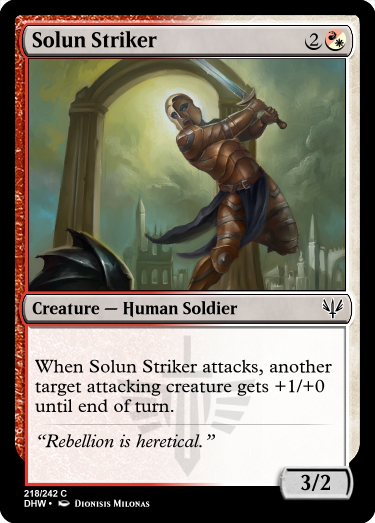 Solun Striker 2
Creature — Human Soldier
When Solun Striker attacks, another
target attacking creature gets +1/+0
until end of turn.
“Rebellion is heretical.”
3/2
218/242 C
DHW • Dionisis Milonas